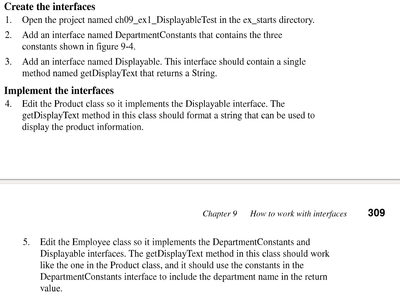 Create the interfaces
1. Open the project named ch09_ex1_DisplayableTest in the ex_starts directory.
2. Add an interface named DepartmentConstants that contains the three
constants shown in figure 9-4.
3. Add an interface named Displayable. This interface should contain a single
method named getDisplayText that returns a String.
Implement the interfaces
4. Edit the Product class so it implements the Displayable interface. The
getDisplayText method in this class should format a string that can be used to
display the product information.
Chapter 9 How to work with interfaces 309
5. Edit the Employee class so it implements the DepartmentConstants and
Displayable interfaces. The getDisplayText method in this class should work
like the one in the Product class, and it should use the constants in the
DepartmentConstants interface to include the department name in the return
value.